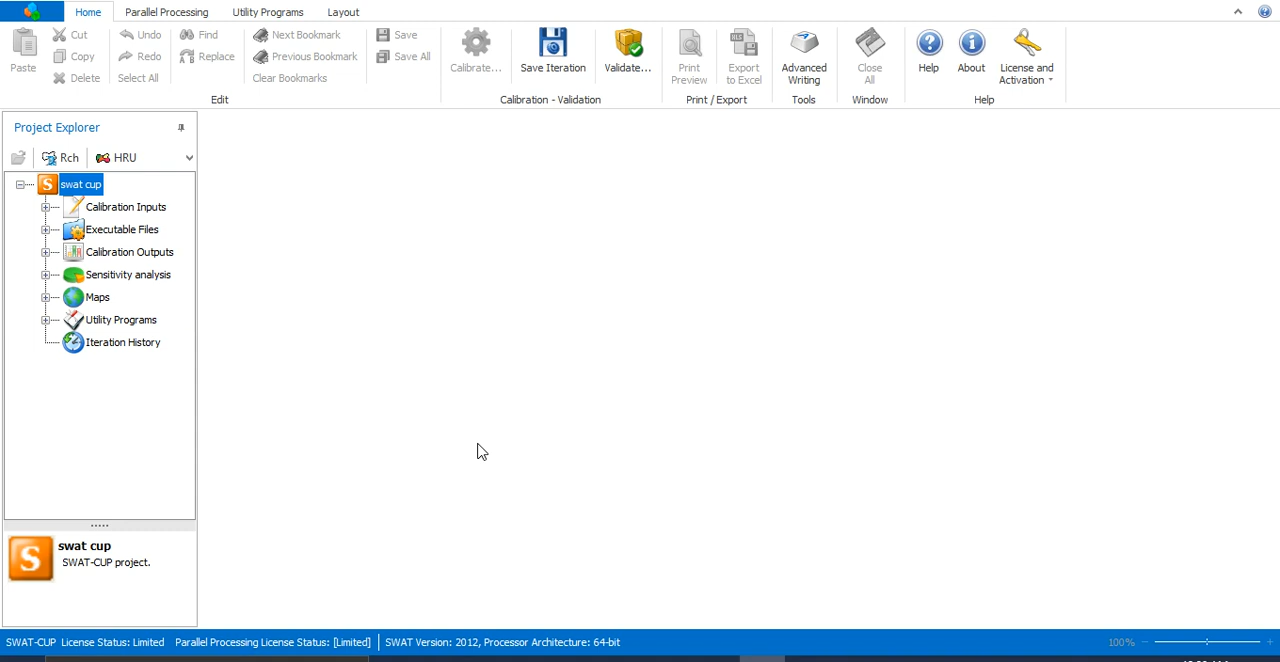 Home Parallel Processing Utility Programs Layout
Paste
Cut
Copy
Delete
Undo
Redo
Select All
Find
Replace
Next Bookmark
Previous Bookmark
Clear Bookmarks
Save
Save All
Edit
Calibrate...
Save Iteration
Validate...
Calibration - Validation
Print
Preview
Export
to Excel
Print / Export
Advanced
Writing
Tools
Close
All
Window
Help
About
License and
Activation
Help
Project Explorer
Rch HRU
swat cup
Calibration Inputs
Executable Files
Calibration Outputs
Sensitivity analysis
Maps
Utility Programs
Iteration History
swat cup
SWAT-CUP project.
SWAT-CUP License Status: Limited Parallel Processing License Status: [Limited] SWAT Version: 2012, Processor Architecture: 64-bit 100%